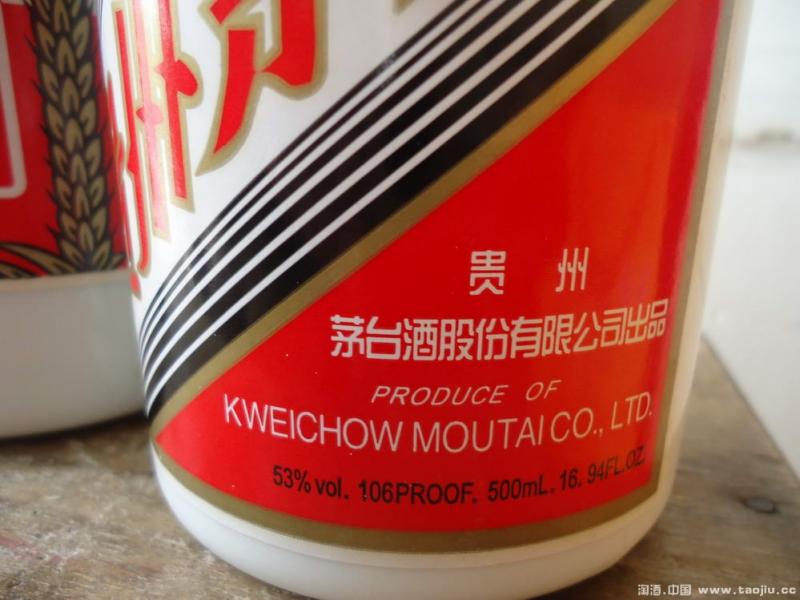 贵 州
茅台酒股份有限公司出品
PRODUCE OF
KWEICHOW MOUTAI CO., LTD.
53% vol. 106PROOF. 500mL. 16. 94FL.OZ.
淘酒.中国 www.taojiu.cc